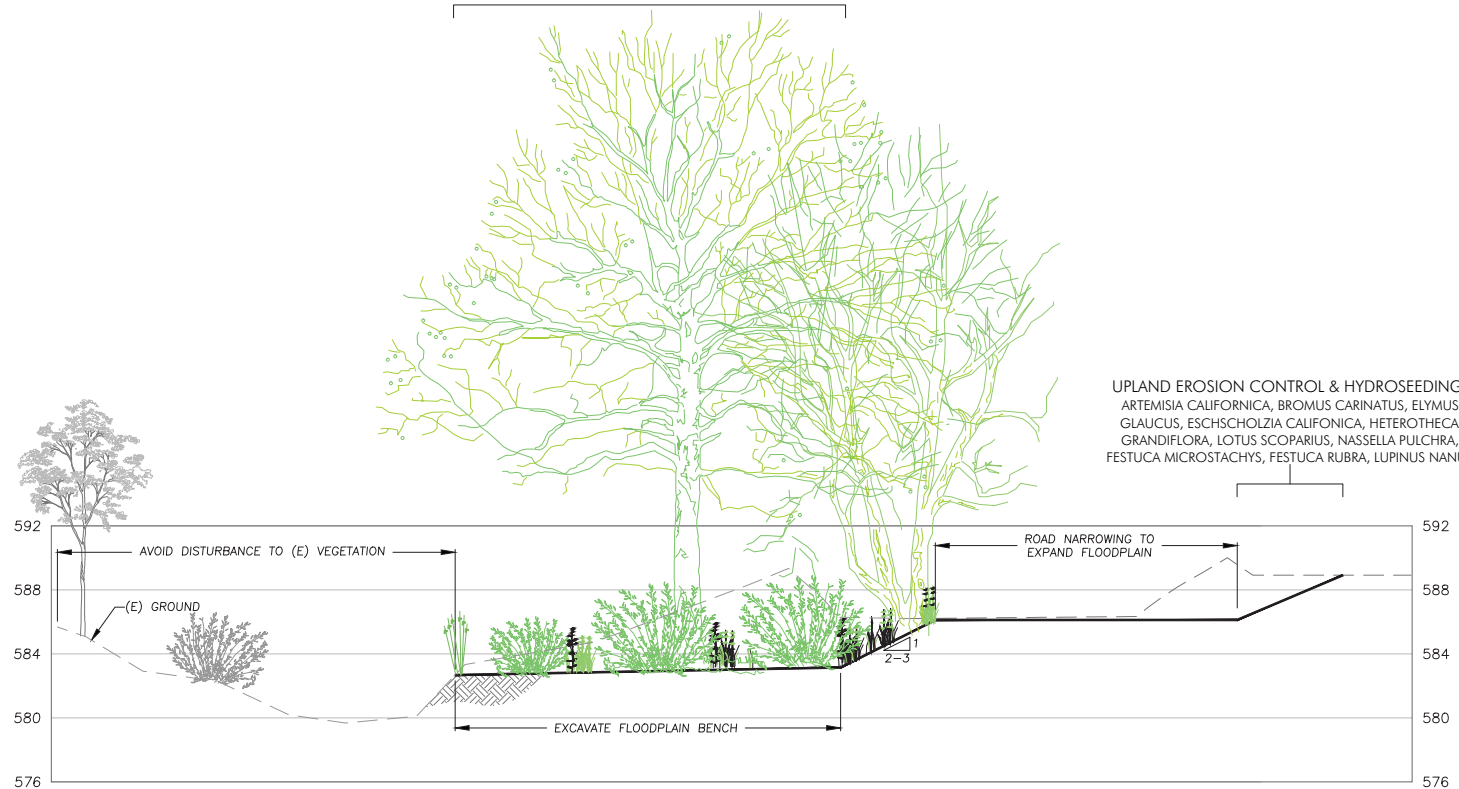 UPLAND EROSION CONTROL & HYDROSEEDING
ARTEMISIA CALIFORNICA, BROMUS CARINATUS, ELYMUS
GLAUCUS, ESCHSCHOLZIA CALIFONICA, HETEROTHECA
GRANDIFLORA, LOTUS SCOPARIUS, NASSELLA PULCHRA,
FESTUCA MICROSTACHYS, FESTUCA RUBRA, LUPINUS NANU
592
592
AVOID DISTURBANCE TO (E) VEGETATION
ROAD NARROWING TO
EXPAND FLOODPLAIN
588
588
(E) GROUND
1
2-3
584
584
580
580
EXCAVATE FLOODPLAIN BENCH
576
576